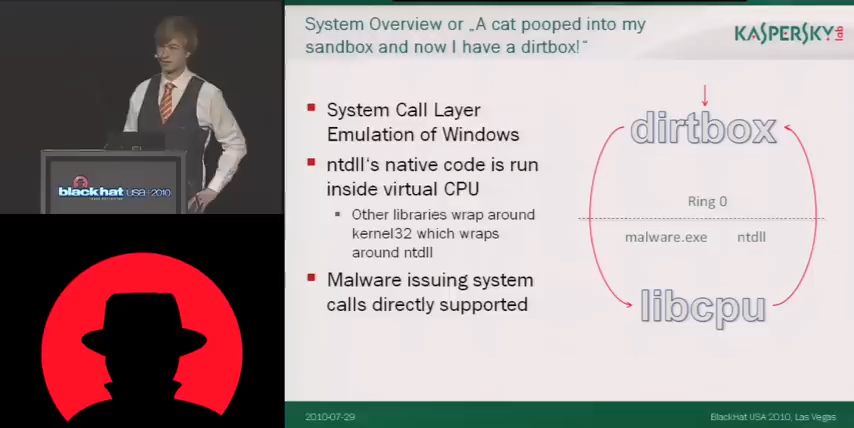 System Overview or „A cat pooped into my
sandbox and now I have a dirtbox!“
KASPERSKY lab
System Call Layer
Emulation of Windows
ntdll‘s native code is run
inside virtual CPU
Other libraries wrap around
kernel32 which wraps
around ntdll
Malware issuing system
calls directly supported
dirtbox
Ring 0
malware.exe ntdll
libcpu
2010-07-29
BlackHat USA 2010, Las Vegas
black hat USA + 2010